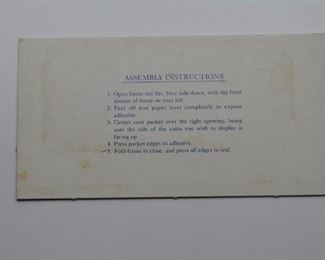 ASSEMBLY INSTRUCTIONS
1. Open frame out flat, blue side down, with the front
section of frame on your left.
2. Peel off wax paper layer completely to expose
adhesive.
3. Center coin packet over the right opening, being
sure the side of the coins you wish to display is
facing up.
4. Press packet edges to adhesive.
5. Fold frame to close, and press all edges to seal.